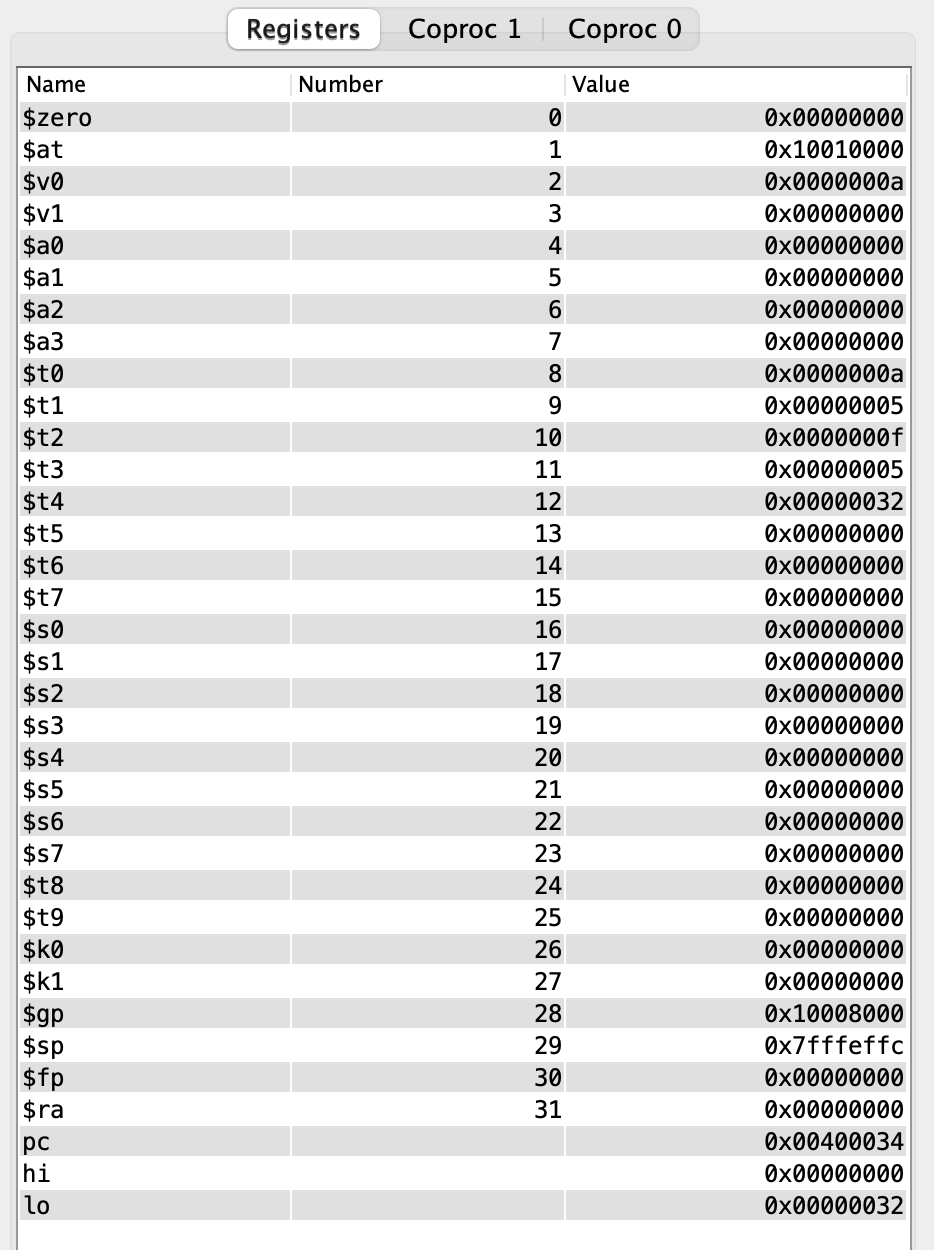 Registers Coproc 1 Coproc 0
Name Number Value
$zero 0 0x00000000
$at 1 0x10010000
$v0 2 0x0000000a
$v1 3 0x00000000
$a0 4 0x00000000
$a1 5 0x00000000
$a2 6 0x00000000
$a3 7 0x00000000
$t0 8 0x0000000a
$t1 9 0x00000005
$t2 10 0x0000000f
$t3 11 0x00000005
$t4 12 0x00000032
$t5 13 0x00000000
$t6 14 0x00000000
$t7 15 0x00000000
$s0 16 0x00000000
$s1 17 0x00000000
$s2 18 0x00000000
$s3 19 0x00000000
$s4 20 0x00000000
$s5 21 0x00000000
$s6 22 0x00000000
$s7 23 0x00000000
$t8 24 0x00000000
$t9 25 0x00000000
$k0 26 0x00000000
$k1 27 0x00000000
$gp 28 0x10008000
$sp 29 0x7fffeffc
$fp 30 0x00000000
$ra 31 0x00000000
pc 0x00400034
hi 0x00000000
lo 0x00000032